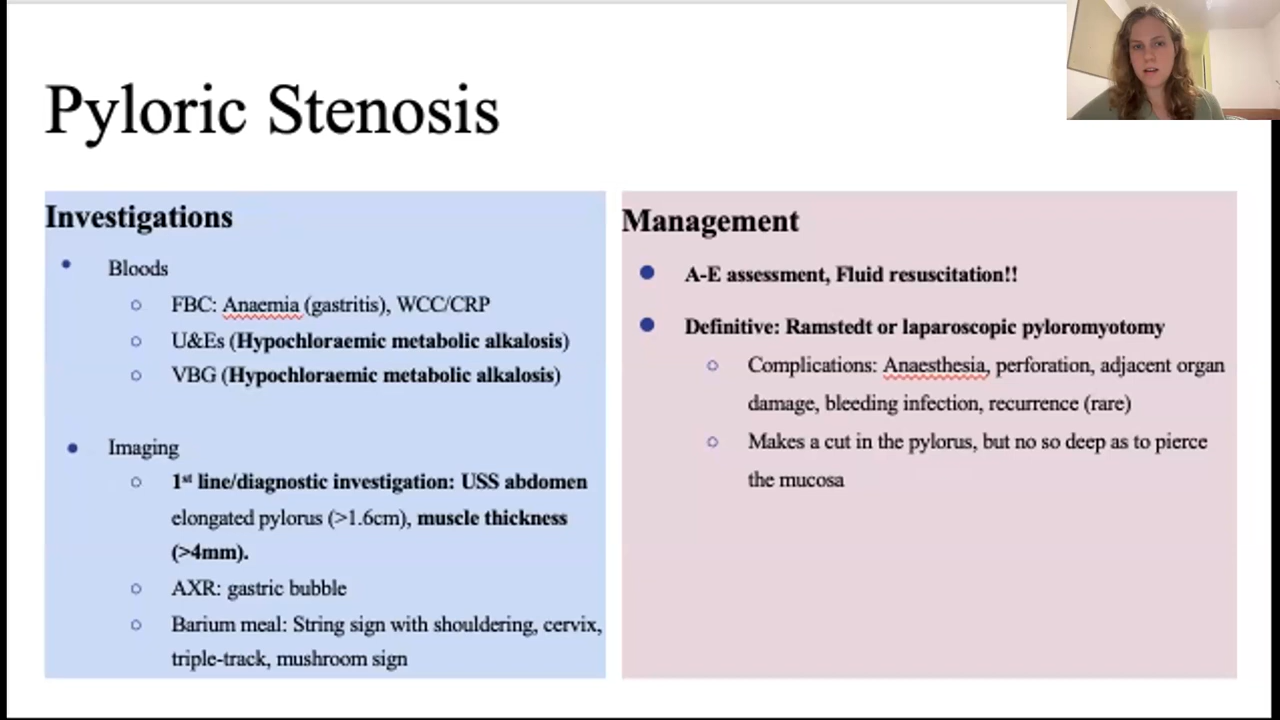 Pyloric Stenosis
Investigations
Bloods
FBC: Anaemia (gastritis), WCC/CRP
U&Es (Hypochloraemic metabolic alkalosis)
VBG (Hypochloraemic metabolic alkalosis)
Imaging
1st line/diagnostic investigation: USS abdomen
elongated pylorus (>1.6cm), muscle thickness
(>4mm).
AXR: gastric bubble
Barium meal: String sign with shouldering, cervix,
triple-track, mushroom sign
Management
A-E assessment, Fluid resuscitation!!
Definitive: Ramstedt or laparoscopic pyloromyotomy
Complications: Anaesthesia, perforation, adjacent organ
damage, bleeding infection, recurrence (rare)
Makes a cut in the pylorus, but no so deep as to pierce
the mucosa